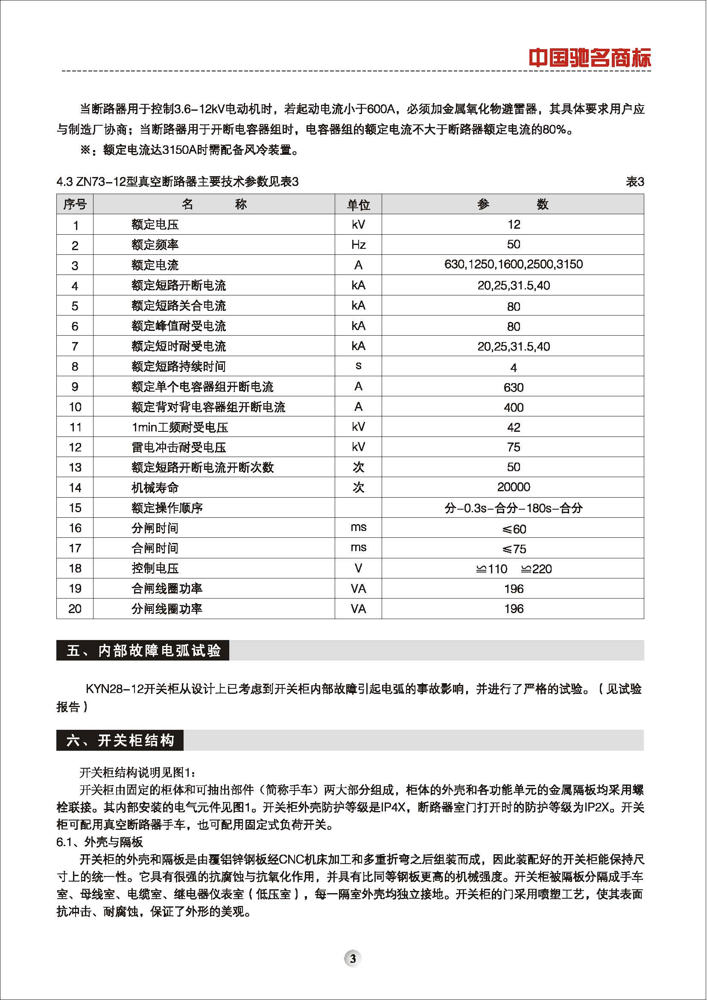 中国驰名商标
当断路器用于控制3.6-12kV电动机时，若起动电流小于600A，必须加金属氧化物避雷器，其具体要求用户应
与制造厂协商；当断路器用于开断电容器组时，电容器组的额定电流不大于断路器额定电流的80%。
※：额定电流达3150A时需配备风冷装置。
4.3 ZN73-12型真空断路器主要技术参数见表3 表3
序号 名 称 单位 参 数
1 额定电压 kV 12
2 额定频率 Hz 50
3 额定电流 A 630,1250,1600,2500,3150
4 额定短路开断电流 kA 20,25,31.5,40
5 额定短路关合电流 kA 80
6 额定峰值耐受电流 kA 80
7 额定短时耐受电流 kA 20,25,31.5,40
8 额定短路持续时间 s 4
9 额定单个电容器组开断电流 A 630
10 额定背对背电容器组开断电流 A 400
11 1min工频耐受电压 kV 42
12 雷电冲击耐受电压 kV 75
13 额定短路开断电流开断次数 次 50
14 机械寿命 次 20000
15 额定操作顺序 分-0.3s-合分-180s-合分
16 分闸时间 ms ≤60
17 合闸时间 ms ≤75
18 控制电压 V ≌110 ≌220
19 合闸线圈功率 VA 196
20 分闸线圈功率 VA 196
五、内部故障电弧试验
KYN28-12开关柜从设计上已考虑到开关柜内部故障引起电弧的事故影响，并进行了严格的试验。（见试验
报告）
六、开关柜结构
开关柜结构说明见图1：
开关柜由固定的柜体和可抽出部件（简称手车）两大部分组成，柜体的外壳和各功能单元的金属隔板均采用螺
栓联接。其内部安装的电气元件见图1。开关柜外壳防护等级是IP4X，断路器室门打开时的防护等级为IP2X。开关
柜可配用真空断路器手车，也可配用固定式负荷开关。
6.1、外壳与隔板
开关柜的外壳和隔板是由覆铝锌钢板经CNC机床加工和多重折弯之后组装而成，因此装配好的开关柜能保持尺
寸上的统一性。它具有很强的抗腐蚀与抗氧化作用，并具有比同等钢板更高的机械强度。开关柜被隔板分隔成手车
室、母线室、电缆室、继电器仪表室（低压室），每一隔室外壳均独立接地。开关柜的门采用喷塑工艺，使其表面
抗冲击、耐腐蚀，保证了外形的美观。
3